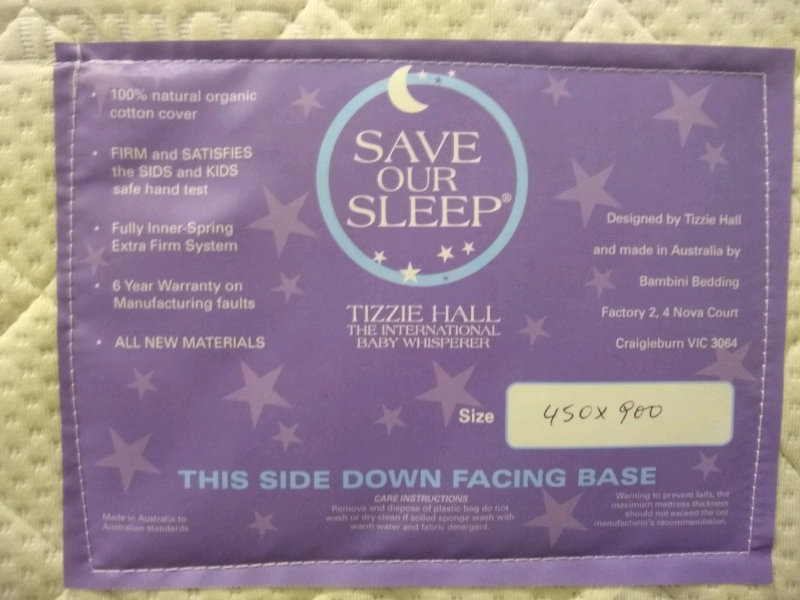 • 100% natural organic
cotton cover
• FIRM and SATISFIES
the SIDS and KIDS
safe hand test
• Fully Inner-Spring
Extra Firm System
• 6 Year Warranty on
Manufacturing faults
• ALL NEW MATERIALS
SAVE
OUR
SLEEP®
TIZZIE HALL
THE INTERNATIONAL
BABY WHISPERER
Designed by Tizzie Hall
and made in Australia by
Bambini Bedding
Factory 2, 4 Nova Court
Craigieburn VIC 3064
Size 450 x 900
THIS SIDE DOWN FACING BASE
Made in Australia to
Australian standards
CARE INSTRUCTIONS
Remove and dispose of plastic bag do not
wash or dry clean if soiled sponge wash with
warm water and fabric detergent.
Warning to prevent falls, the
maximum mattress thickness
should not exceed the cot
manufacturer's recommendation.